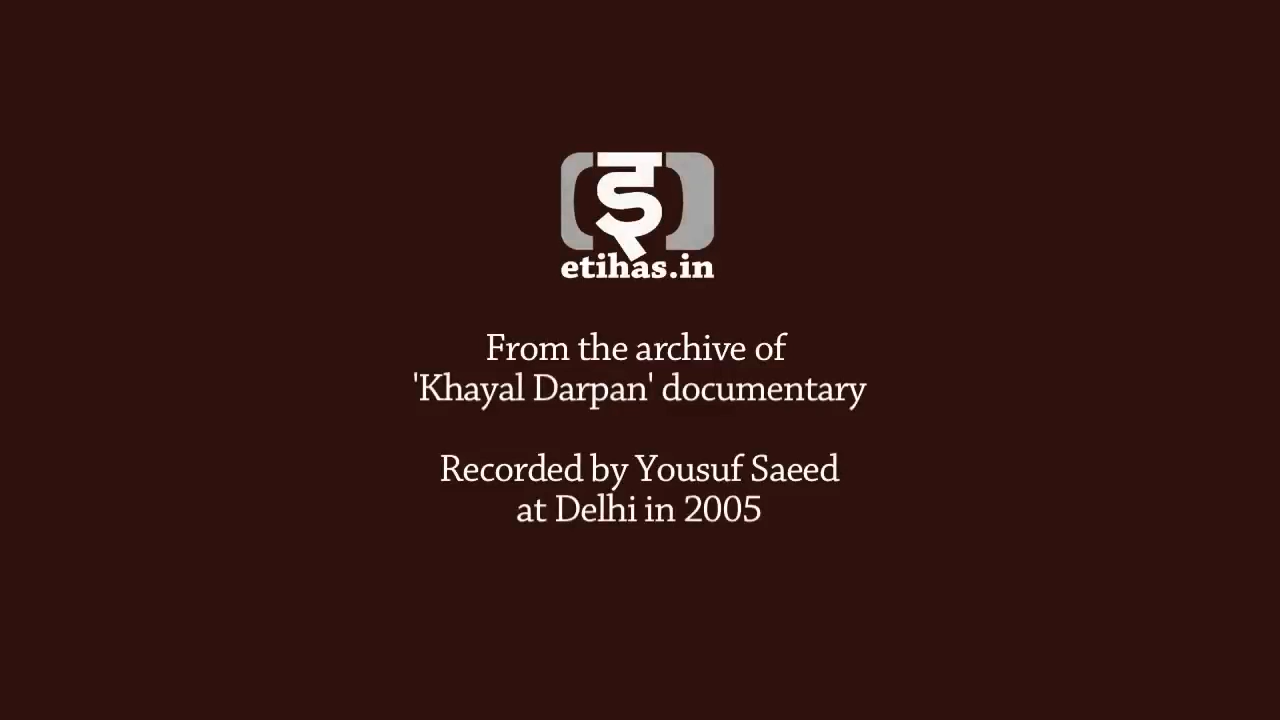 इ
etihas.in
From the archive of
'Khayal Darpan' documentary
Recorded by Yousuf Saeed
at Delhi in 2005